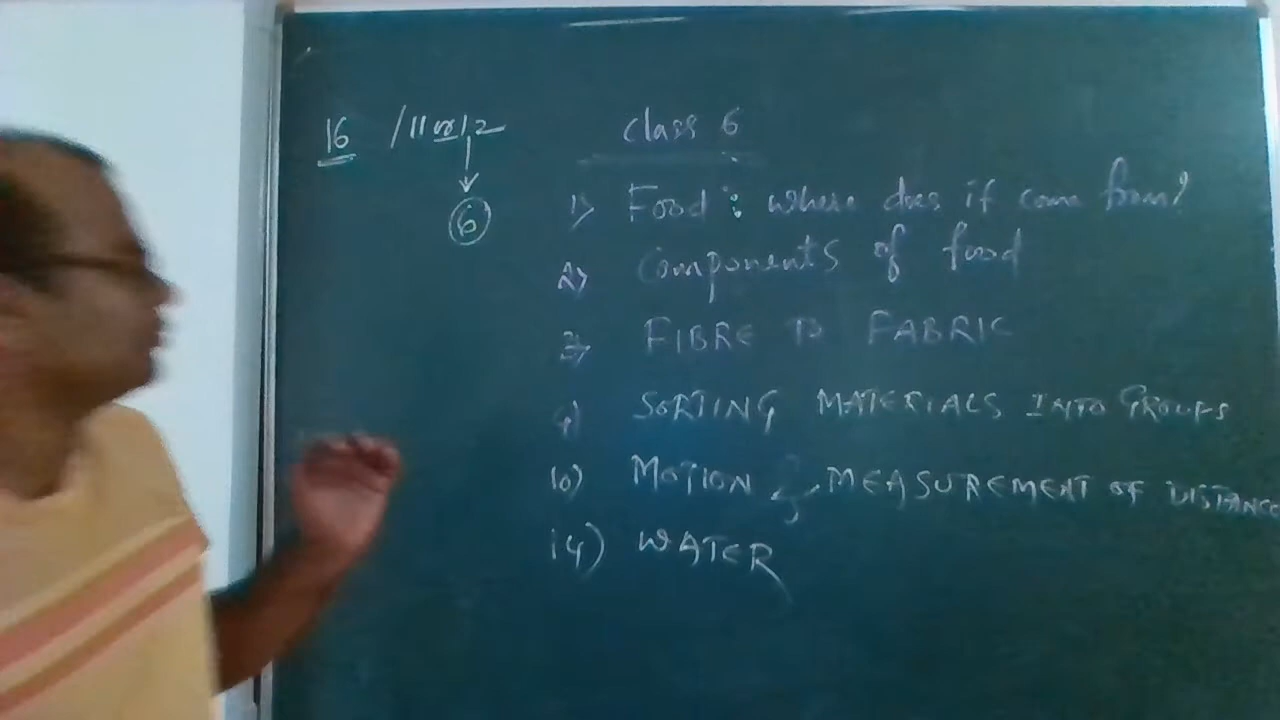 16 /11 or 12
6
class 6
1) Food : where does it come from?
2) Components of food
3) FIBRE TO FABRIC
4) SORTING MATERIALS INTO GROUPS
10) MOTION & MEASUREMENT OF DISTANCE
14) WATER